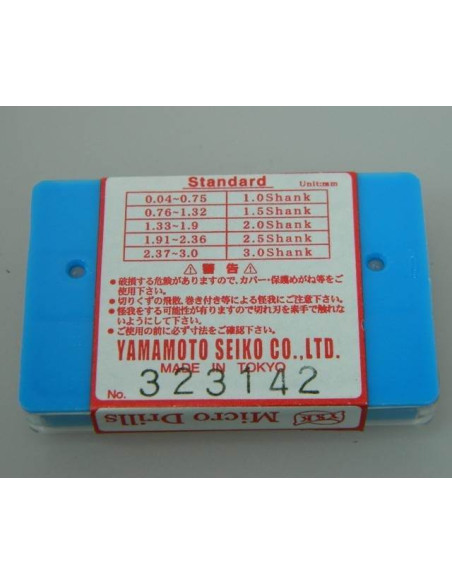 Standard Unit:mm
0.04~0.75 1.0Shank
0.76~1.32 1.5Shank
1.33~1.9 2.0Shank
1.91~2.36 2.5Shank
2.37~3.0 3.0Shank
⚠警告⚠
●破損する危険がありますので、カバー・保護めがね等をご
使用下さい。
●切りくずの飛散、巻き付き等による怪我にご注意下さい。
●怪我をする可能性が有りますので切れ刃を素手で触れな
いようにして下さい。
●ご使用の前に必ず寸法をご確認下さい。
YAMAMOTO SEIKO CO.,LTD.
MADE IN TOKYO
No. 323142
Micro Drills